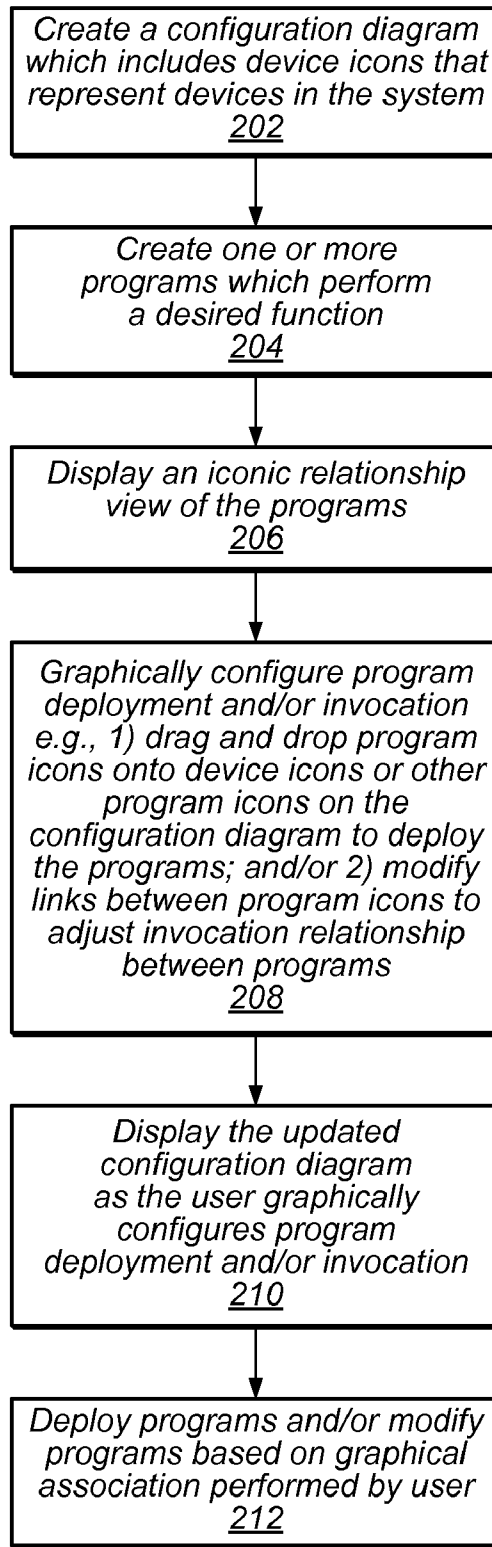 Create a configuration diagram
which includes device icons that
represent devices in the system
202
Create one or more
programs which perform
a desired function
204
Display an iconic relationship
view of the programs
206
Graphically configure program
deployment and/or invocation
e.g., 1) drag and drop program
icons onto device icons or other
program icons on the
configuration diagram to deploy
the programs; and/or 2) modify
links between program icons to
adjust invocation relationship
between programs
208
Display the updated
configuration diagram
as the user graphically
configures program
deployment and/or invocation
210
Deploy programs and/or modify
programs based on graphical
association performed by user
212